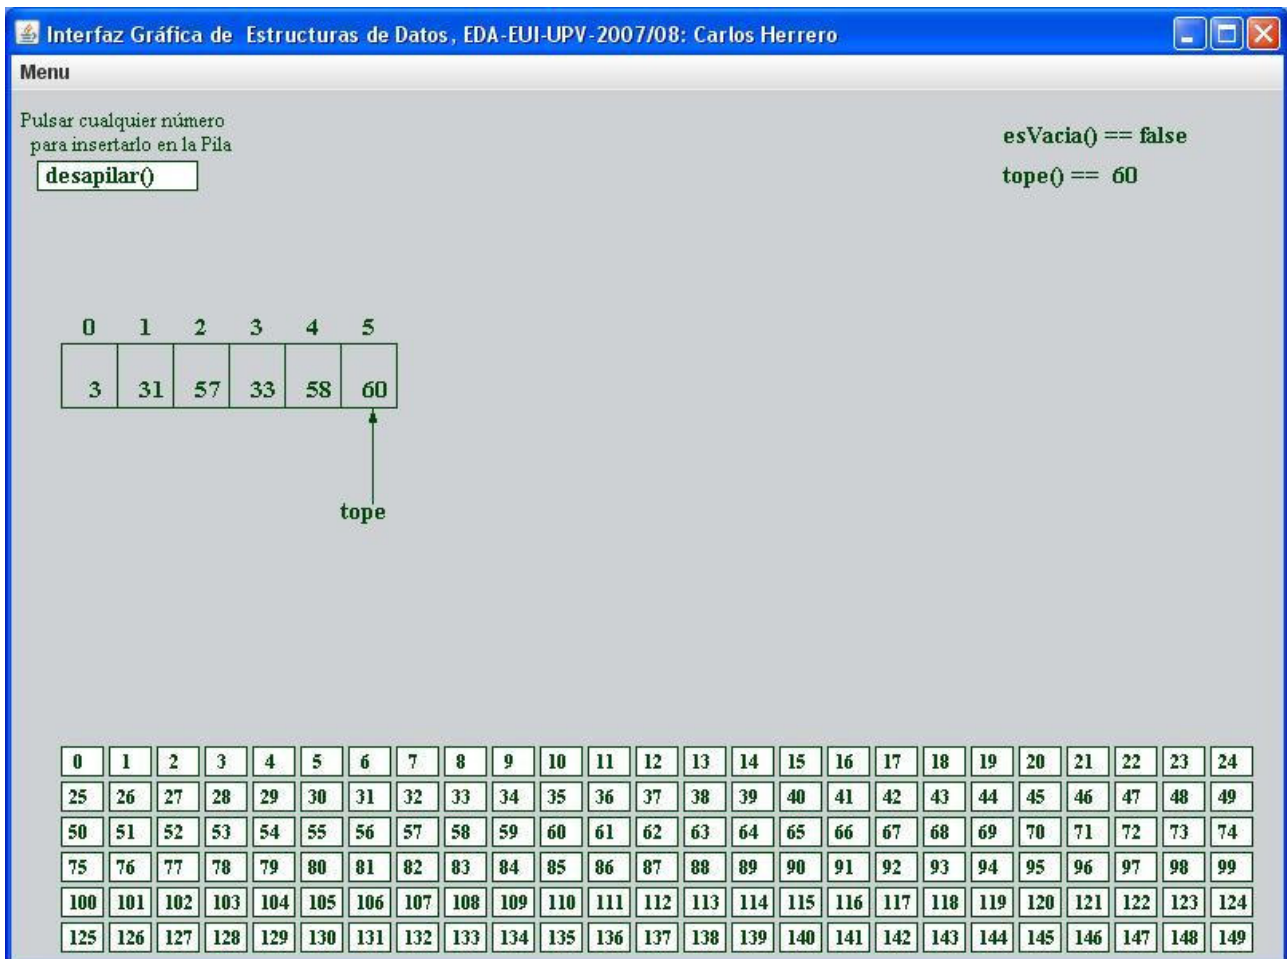 Interfaz Gráfica de Estructuras de Datos, EDA-EUI-UPV-2007/08: Carlos Herrero
Menu
Pulsar cualquier número
para insertarlo en la Pila
desapilar()
esVacia() == false
tope() == 60
0 1 2 3 4 5
3 31 57 33 58 60
tope
0 1 2 3 4 5 6 7 8 9 10 11 12 13 14 15 16 17 18 19 20 21 22 23 24
25 26 27 28 29 30 31 32 33 34 35 36 37 38 39 40 41 42 43 44 45 46 47 48 49
50 51 52 53 54 55 56 57 58 59 60 61 62 63 64 65 66 67 68 69 70 71 72 73 74
75 76 77 78 79 80 81 82 83 84 85 86 87 88 89 90 91 92 93 94 95 96 97 98 99
100 101 102 103 104 105 106 107 108 109 110 111 112 113 114 115 116 117 118 119 120 121 122 123 124
125 126 127 128 129 130 131 132 133 134 135 136 137 138 139 140 141 142 143 144 145 146 147 148 149